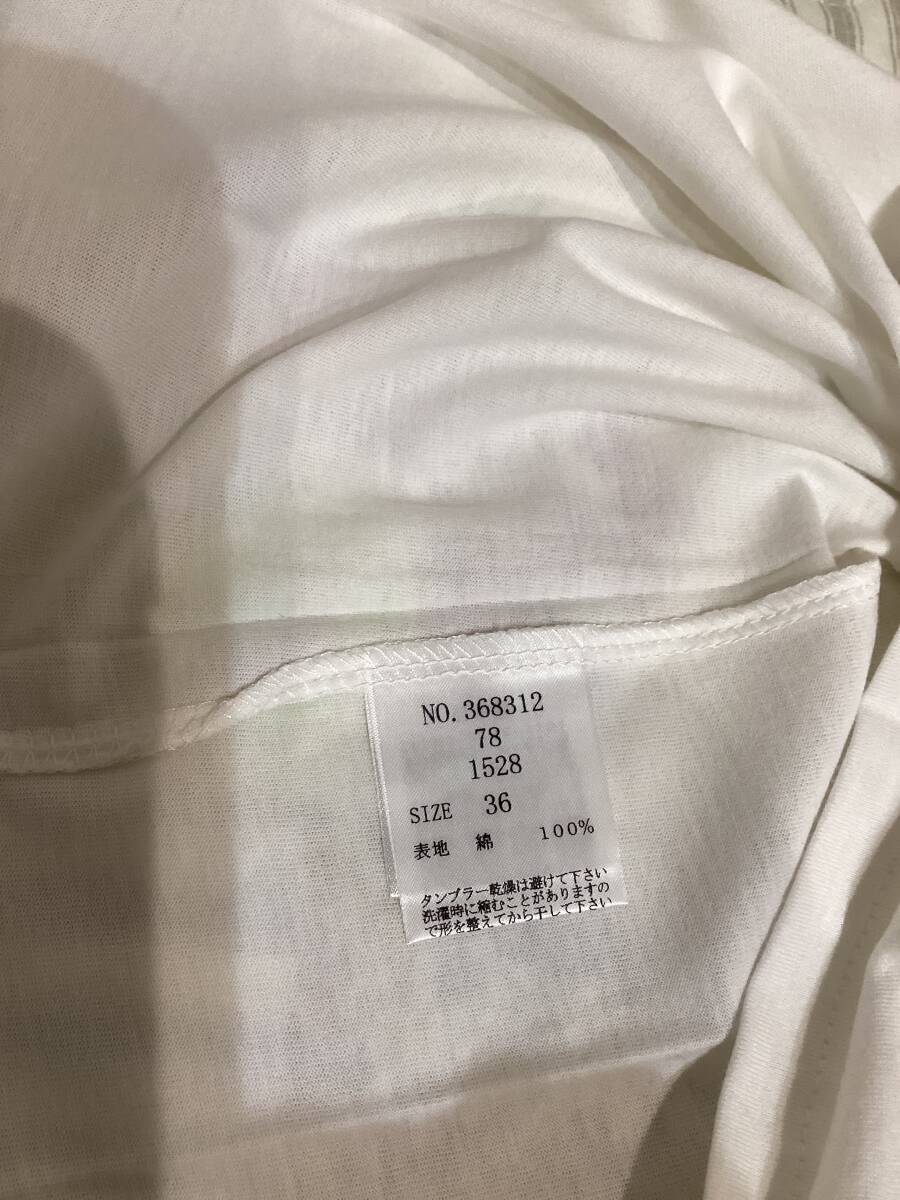 NO. 368312
78
1528
SIZE 36
表地 綿 100%
タンブラー乾燥は避けて下さい
洗濯時に縮むことがありますの
で形を整えてから干して下さい